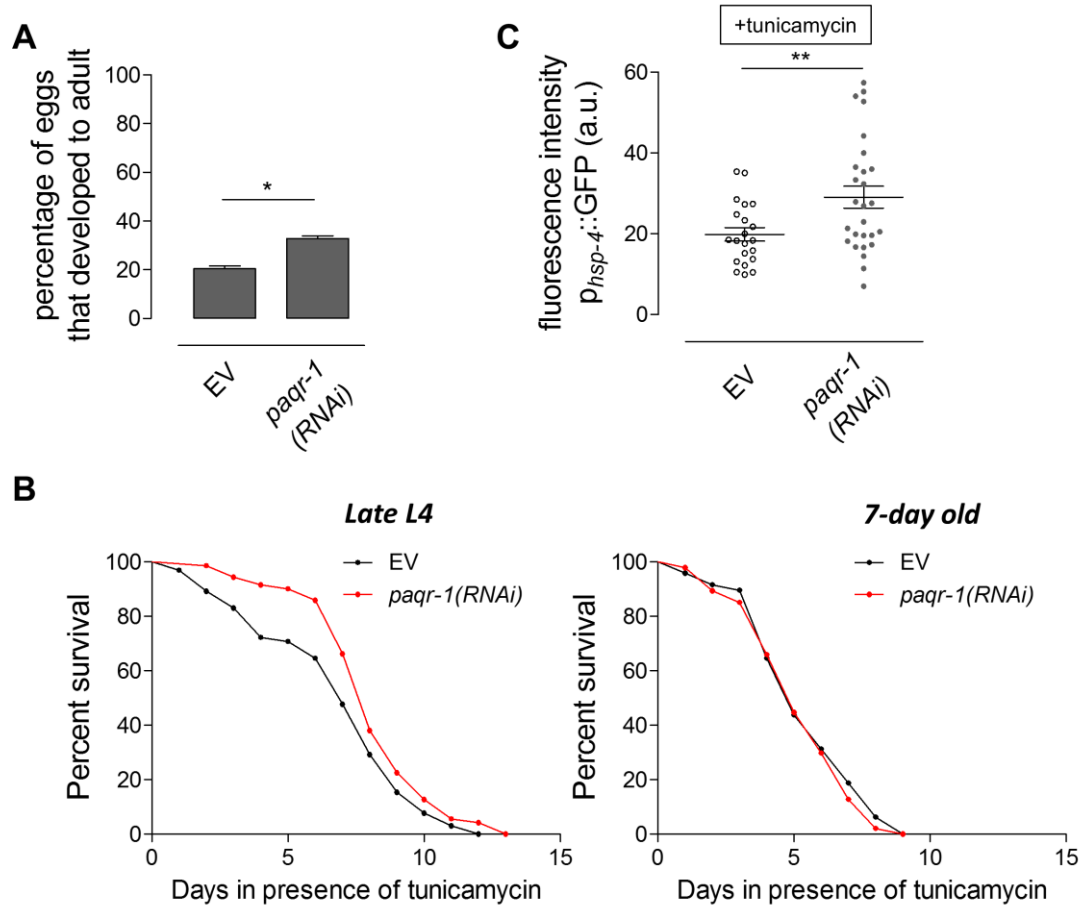 A
percentage of eggs
that developed to adult
100
80
60
40
20
0
*
EV
paqr-1
(RNAi)
C
+tunicamycin
**
fluorescence intensity
phsp-4::GFP (a.u.)
60
40
20
0
EV
paqr-1
(RNAi)
B
Late L4
EV
paqr-1(RNAi)
Percent survival
100
80
60
40
20
0
0 5 10 15
Days in presence of tunicamycin
7-day old
EV
paqr-1(RNAi)
Percent survival
100
80
60
40
20
0
0 5 10 15
Days in presence of tunicamycin